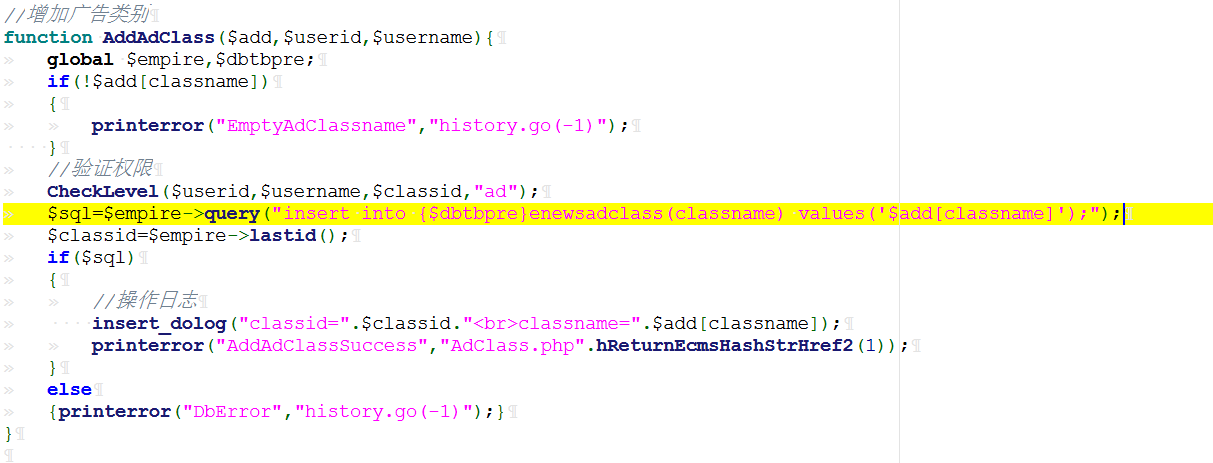 //增加广告类别
function AddAdClass($add,$userid,$username){
global $empire,$dbtbpre;
if(!$add[classname])
{
printerror("EmptyAdClassname","history.go(-1)");
}
//验证权限
CheckLevel($userid,$username,$classid,"ad");
$sql=$empire->query("insert into {$dbtbpre}enewsadclass(classname) values('$add[classname]');");
$classid=$empire->lastid();
if($sql)
{
//操作日志
insert_dolog("classid=".$classid."<br>classname=".$add[classname]);
printerror("AddAdClassSuccess","AdClass.php".hReturnEcmsHashStrHref2(1));
}
else
{printerror("DbError","history.go(-1)");}
}